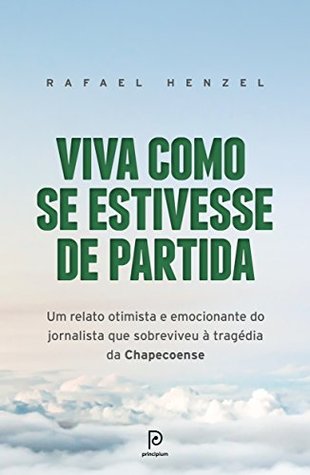 RAFAEL HENZEL
VIVA COMO
SE ESTIVESSE
DE PARTIDA
Um relato otimista e emocionante do
jornalista que sobreviveu à tragédia
da Chapecoense
principium